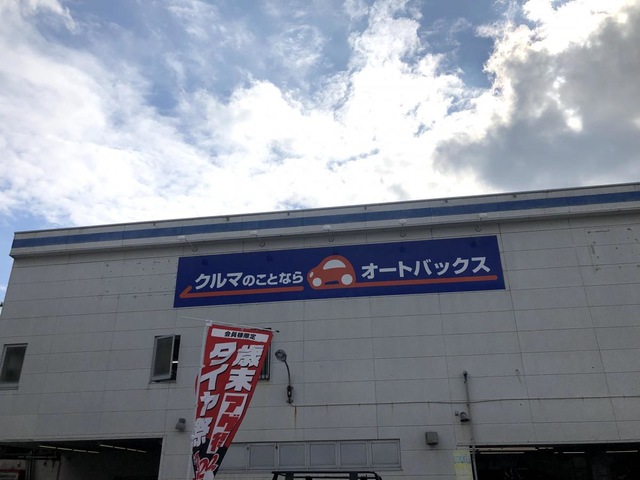 クルマのことなら オートバックス
会員様限定
歳末
タイヤ祭